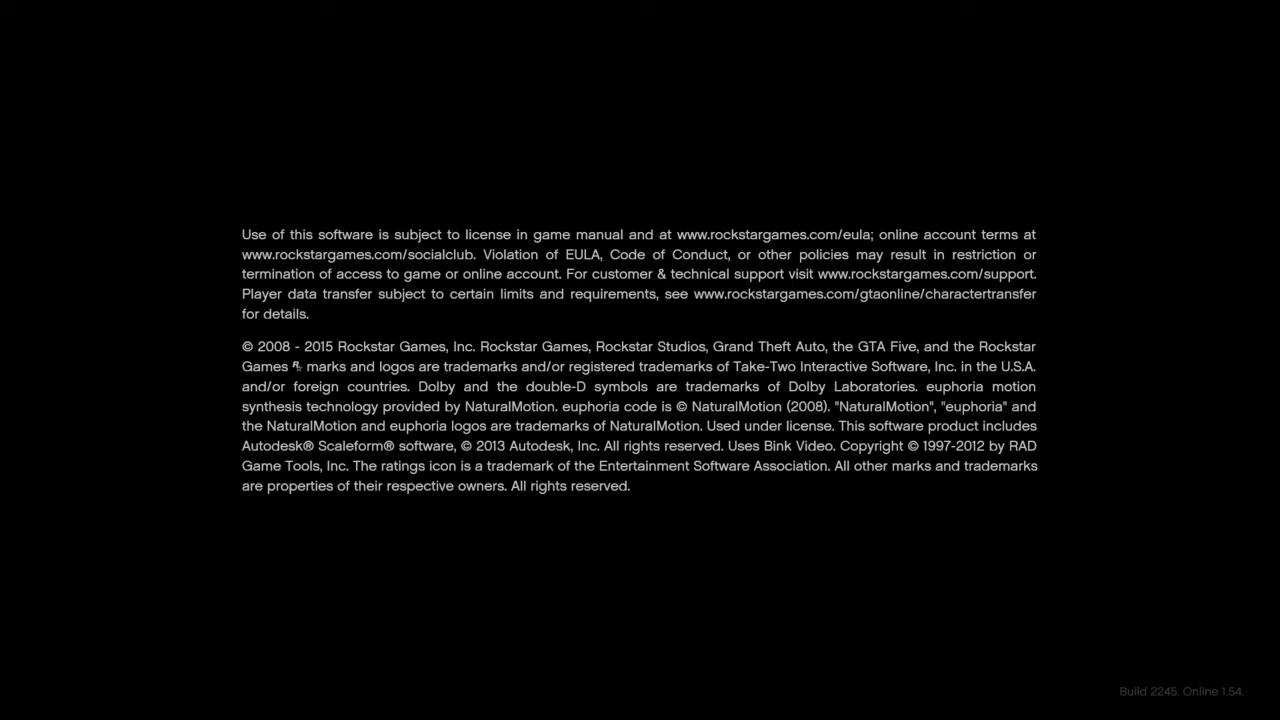 Use of this software is subject to license in game manual and at www.rockstargames.com/eula; online account terms at
www.rockstargames.com/socialclub. Violation of EULA, Code of Conduct, or other policies may result in restriction or
termination of access to game or online account. For customer & technical support visit www.rockstargames.com/support.
Player data transfer subject to certain limits and requirements, see www.rockstargames.com/gtaonline/charactertransfer
for details.
© 2008 - 2015 Rockstar Games, Inc. Rockstar Games, Rockstar Studios, Grand Theft Auto, the GTA Five, and the Rockstar
Games R* marks and logos are trademarks and/or registered trademarks of Take-Two Interactive Software, Inc. in the U.S.A.
and/or foreign countries. Dolby and the double-D symbols are trademarks of Dolby Laboratories. euphoria motion
synthesis technology provided by NaturalMotion. euphoria code is © NaturalMotion (2008). "NaturalMotion", "euphoria" and
the NaturalMotion and euphoria logos are trademarks of NaturalMotion. Used under license. This software product includes
Autodesk® Scaleform® software, © 2013 Autodesk, Inc. All rights reserved. Uses Bink Video. Copyright © 1997-2012 by RAD
Game Tools, Inc. The ratings icon is a trademark of the Entertainment Software Association. All other marks and trademarks
are properties of their respective owners. All rights reserved.
Build 2245. Online 1.54.